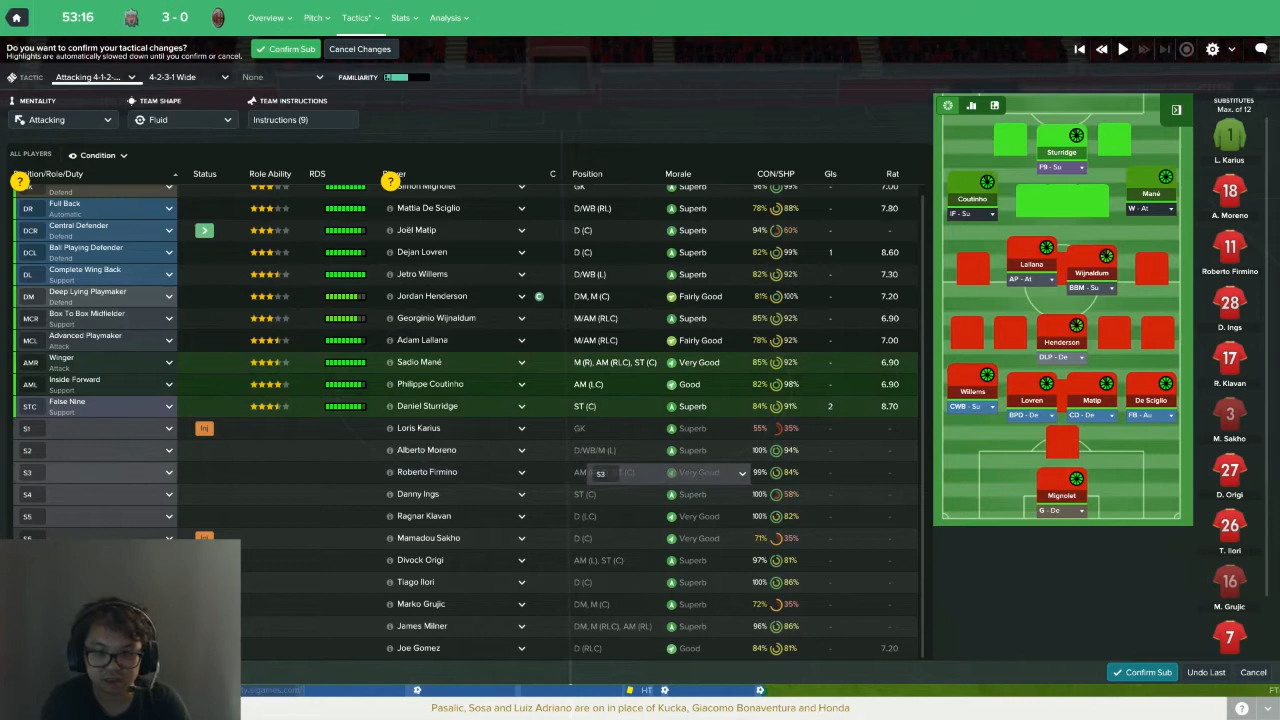 53:16
3 - 0
Overview
Pitch
Tactics*
Stats
Analysis
Do you want to confirm your tactical changes?
Highlights are automatically slowed down until you confirm or cancel.
Confirm Sub
Cancel Changes
TACTIC
Attacking 4-1-2-...
4-2-3-1 Wide
None
FAMILIARITY
MENTALITY
TEAM SHAPE
TEAM INSTRUCTIONS
Attacking
Fluid
Instructions (9)
ALL PLAYERS
Condition
Position/Role/Duty
Status
Role Ability
RDS
Player
C
Position
Morale
CON/SHP
Gls
Rat
GK Defend Simon Mignolet GK Superb 96% 99% - 7.00
DR Full Back Automatic Mattia De Sciglio D/WB (RL) Superb 78% 88% - 7.80
DCR Central Defender Defend Joël Matip D (C) Superb 94% 60% - -
DCL Ball Playing Defender Defend Dejan Lovren D (C) Superb 82% 99% 1 8.60
DL Complete Wing Back Support Jetro Willems D/WB (L) Superb 82% 92% - 7.30
DM Deep Lying Playmaker Defend Jordan Henderson C DM, M (C) Fairly Good 81% 100% - 7.20
MCR Box To Box Midfielder Support Georginio Wijnaldum M/AM (RLC) Superb 85% 92% - 6.90
MCL Advanced Playmaker Attack Adam Lallana M/AM (RLC) Fairly Good 78% 92% - 7.00
AMR Winger Attack Sadio Mané M (R), AM (RLC), ST (C) Very Good 85% 92% - 6.90
AML Inside Forward Support Philippe Coutinho AM (LC) Good 82% 98% - 6.90
STC False Nine Support Daniel Sturridge ST (C) Superb 84% 91% 2 8.70
S1 Inj Loris Karius GK Superb 55% 35% - -
S2 Alberto Moreno D/WB/M (L) Superb 100% 94% - -
S3 Roberto Firmino S3 Very Good 99% 84% - -
S4 Danny Ings ST (C) Superb 100% 58% - -
S5 Ragnar Klavan D (LC) Very Good 100% 82% - -
Inj Mamadou Sakho D (C) Very Good 71% 35% - -
Divock Origi AM (L), ST (C) Superb 97% 81% - -
Tiago Ilori D (C) Superb 100% 86% - -
Marko Grujic DM, M (C) Superb 72% 35% - -
James Milner DM, M (RLC), AM (RL) Superb 96% 86% - -
Joe Gomez D (RLC) Good 84% 81% - 7.20
Sturridge
F9 - Su
Coutinho
IF - Su
Mané
W - At
Lallana
AP - At
Wijnaldum
BBM - Su
Henderson
DLP - De
Willems
CWB - Su
Lovren
BPD - De
Matip
CD - De
De Sciglio
FB - Au
Mignolet
G - De
SUBSTITUTES
Max. of 12
1
L. Karius
18
A. Moreno
11
Roberto Firmino
28
D. Ings
17
R. Klavan
3
M. Sakho
27
D. Origi
26
T. Ilori
16
M. Grujic
7
Confirm Sub
Undo Last
Cancel
HT
FT
Pasalic, Sosa and Luiz Adriano are on in place of Kucka, Giacomo Bonaventura and Honda